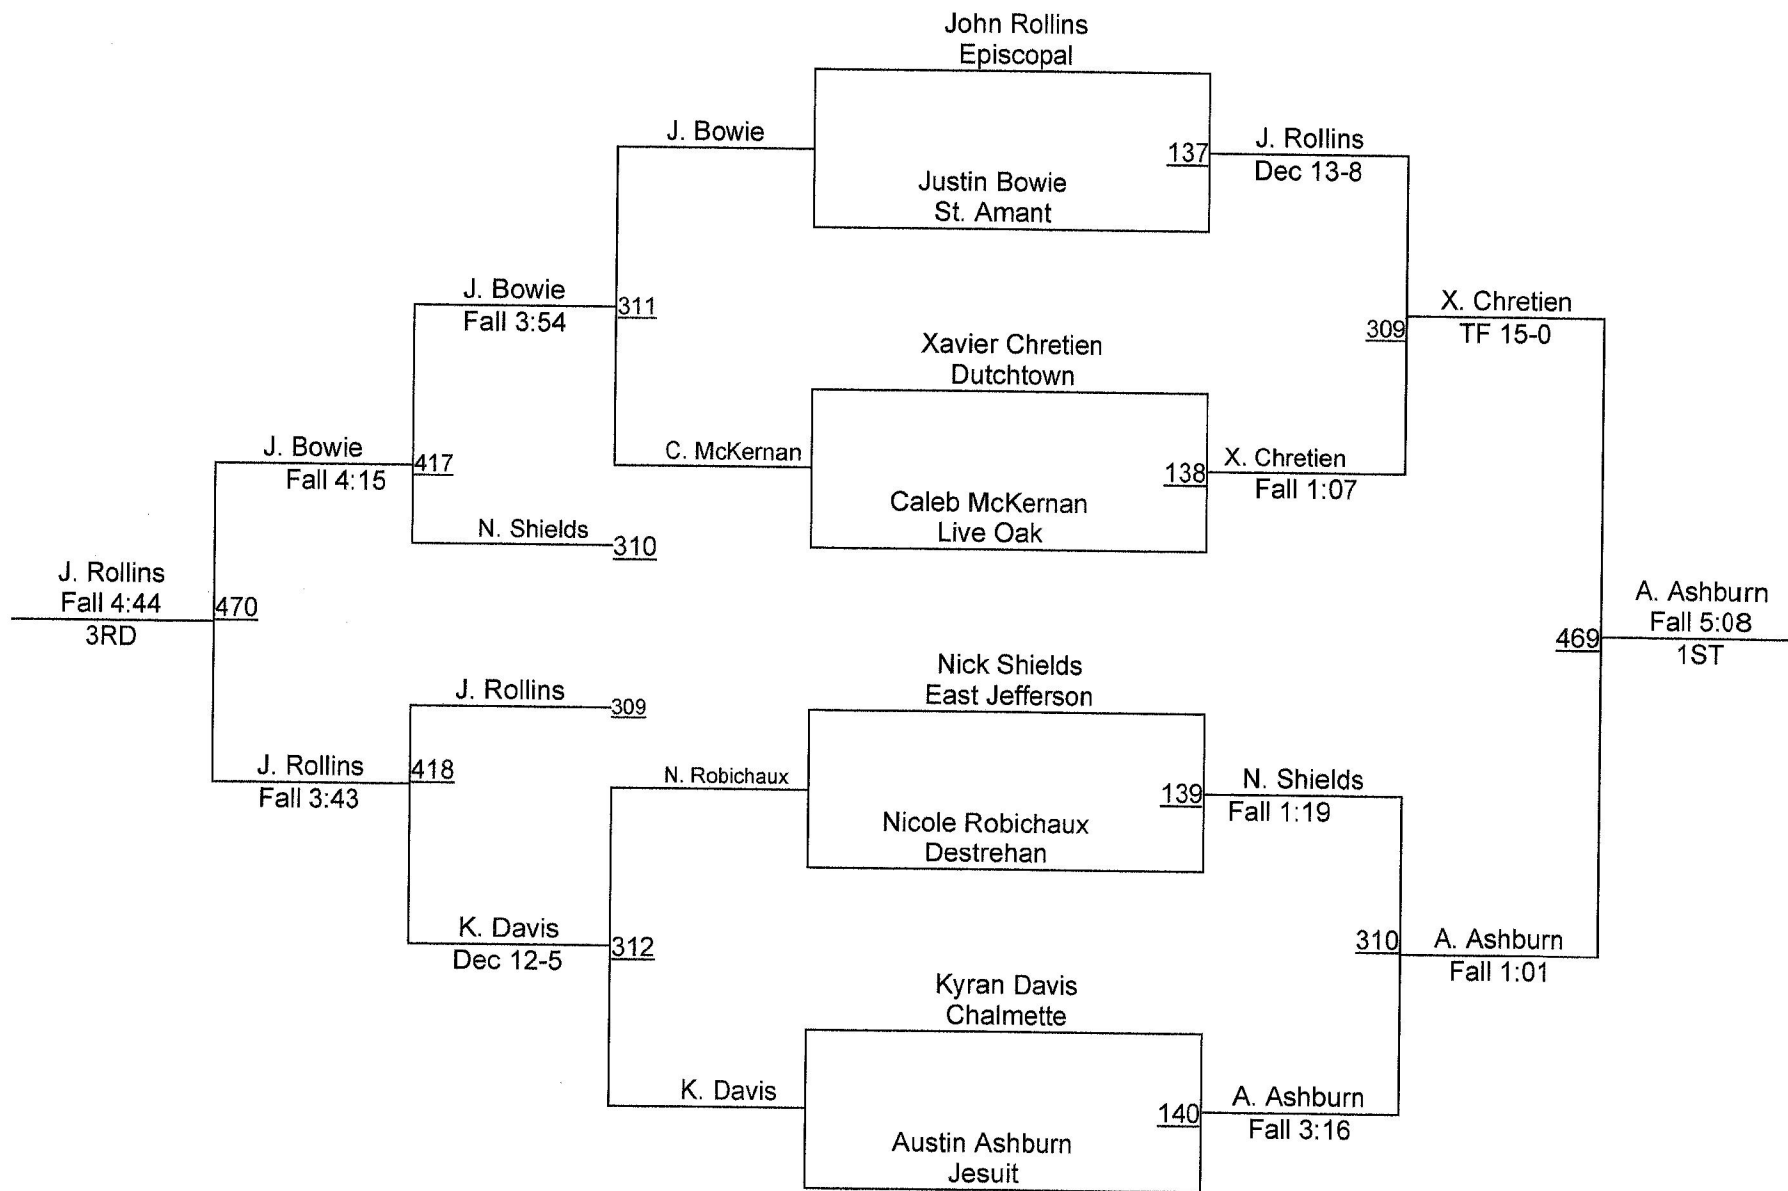 John Rollins
Episcopal
J. Bowie
137
J. Rollins
Dec 13-8
Justin Bowie
St. Amant
J. Bowie
Fall 3:54
311
X. Chretien
TF 15-0
309
Xavier Chretien
Dutchtown
J. Bowie
Fall 4:15
417
C. McKernan
138
X. Chretien
Fall 1:07
Caleb McKernan
Live Oak
N. Shields
310
J. Rollins
Fall 4:44
3RD
470
A. Ashburn
Fall 5:08
1ST
469
Nick Shields
East Jefferson
J. Rollins
309
J. Rollins
Fall 3:43
418
N. Robichaux
139
N. Shields
Fall 1:19
Nicole Robichaux
Destrehan
K. Davis
Dec 12-5
312
310
A. Ashburn
Fall 1:01
Kyran Davis
Chalmette
K. Davis
140
A. Ashburn
Fall 3:16
Austin Ashburn
Jesuit